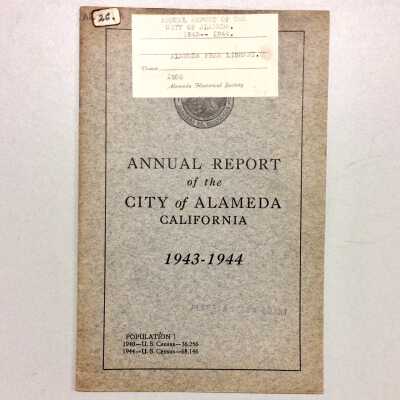 26.
ANNUAL REPORT OF THE
CITY OF ALAMEDA.
1943-- 1944.
ALAMEDA FREE LIBRARY.
Alameda Historical Society
ANNUAL REPORT
of the
CITY of ALAMEDA
CALIFORNIA
1943-1944
POPULATION
1940—U. S. Census—36,256
1944—U. S. Census—68,146